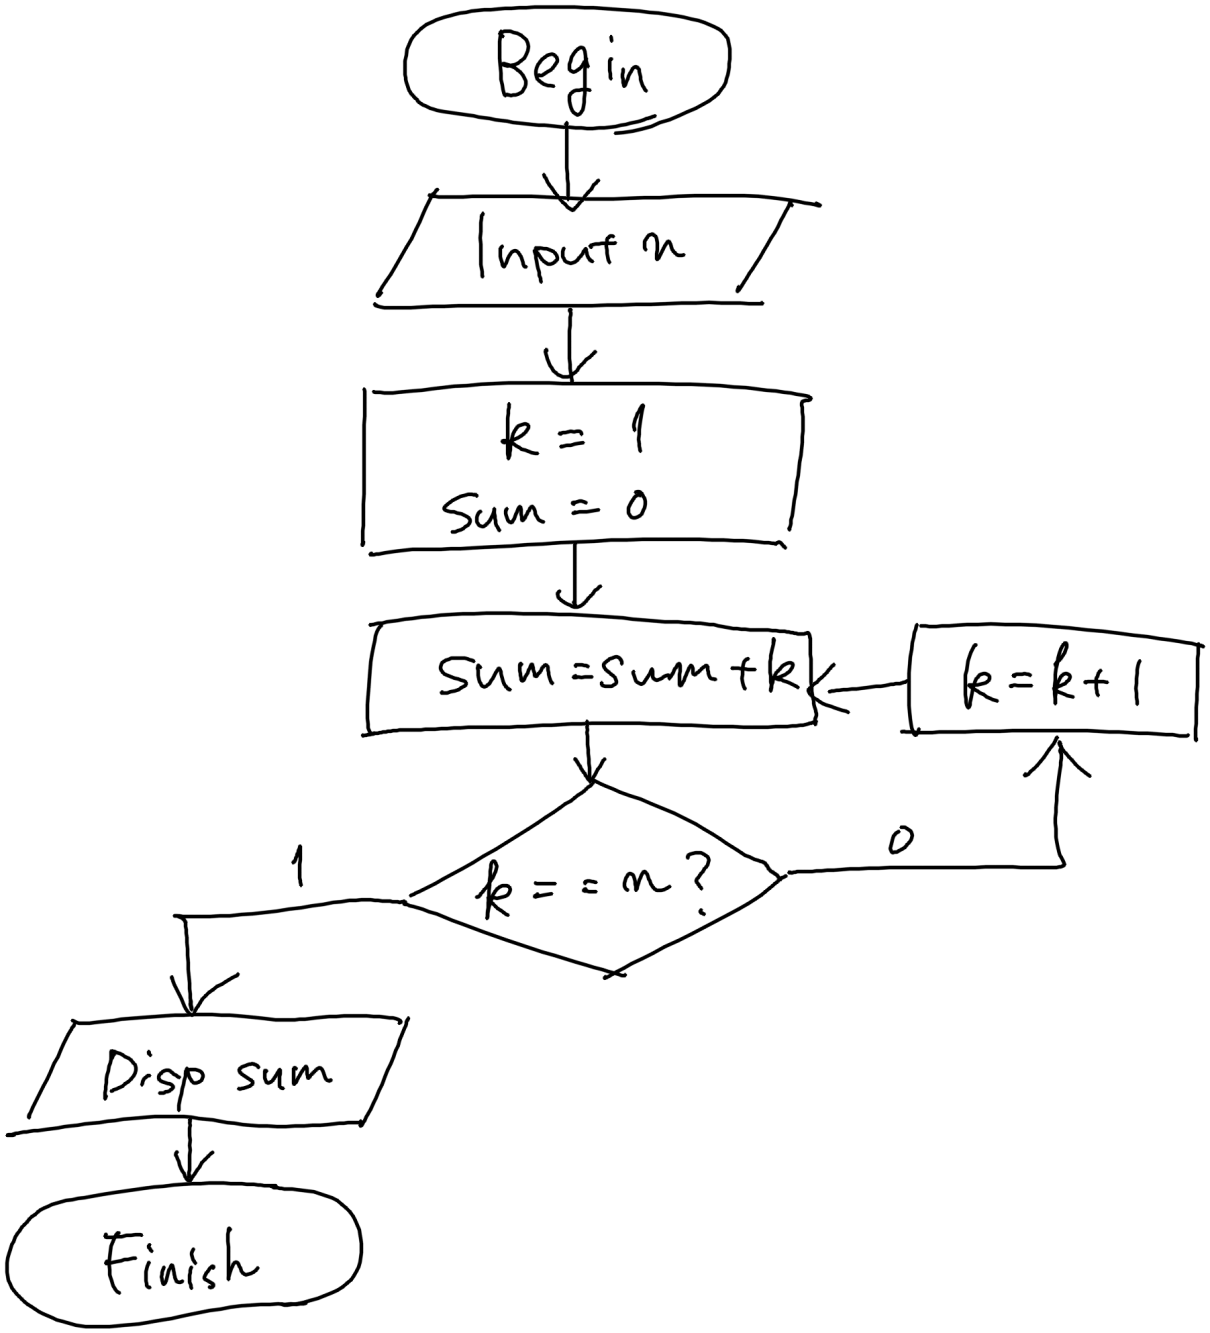 Begin
Input n
k = 1
Sum = 0
Sum = sum + k
k = k + 1
k = = n ?
1
0
Disp sum
Finish